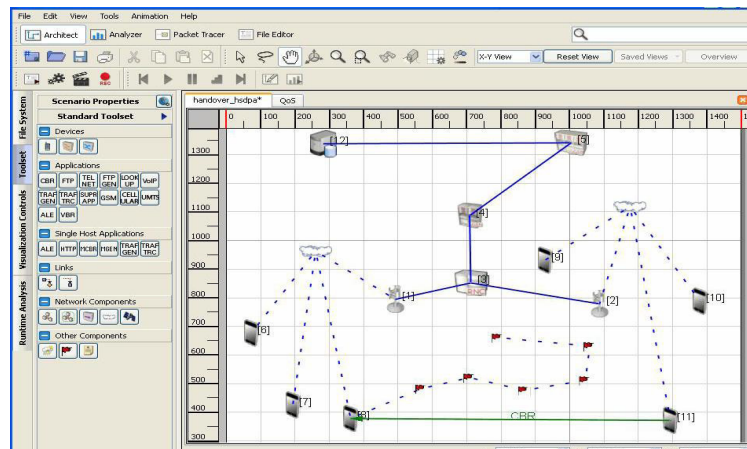 File Edit View Tools Animation Help
Architect Analyzer Packet Tracer File Editor
X-Y View Reset View Saved Views Overview
REC
File System
Toolset
Visualization Controls
Runtime Analysis
Scenario Properties
Standard Toolset
Devices
Applications
CBR FTP TEL NET FTP GEN LOOK UP VoIP
TRAF GEN TRAF TRC SUPR APP GSM CELL ULAR UMTS
ALE VBR
Single Host Applications
ALE HTTP MCBR MGEN TRAF GEN TRAF TRC
Links
Network Components
Other Components
handover_hsdpa* QoS
0 100 200 300 400 500 600 700 800 900 1000 1100 1200 1300 1400
1300
1200
1100
1000
900
800
700
600
500
400
300
[12]
[5]
[4]
[9]
[3]
[1]
[2]
[10]
[6]
[7]
[8]
CBR
[11]